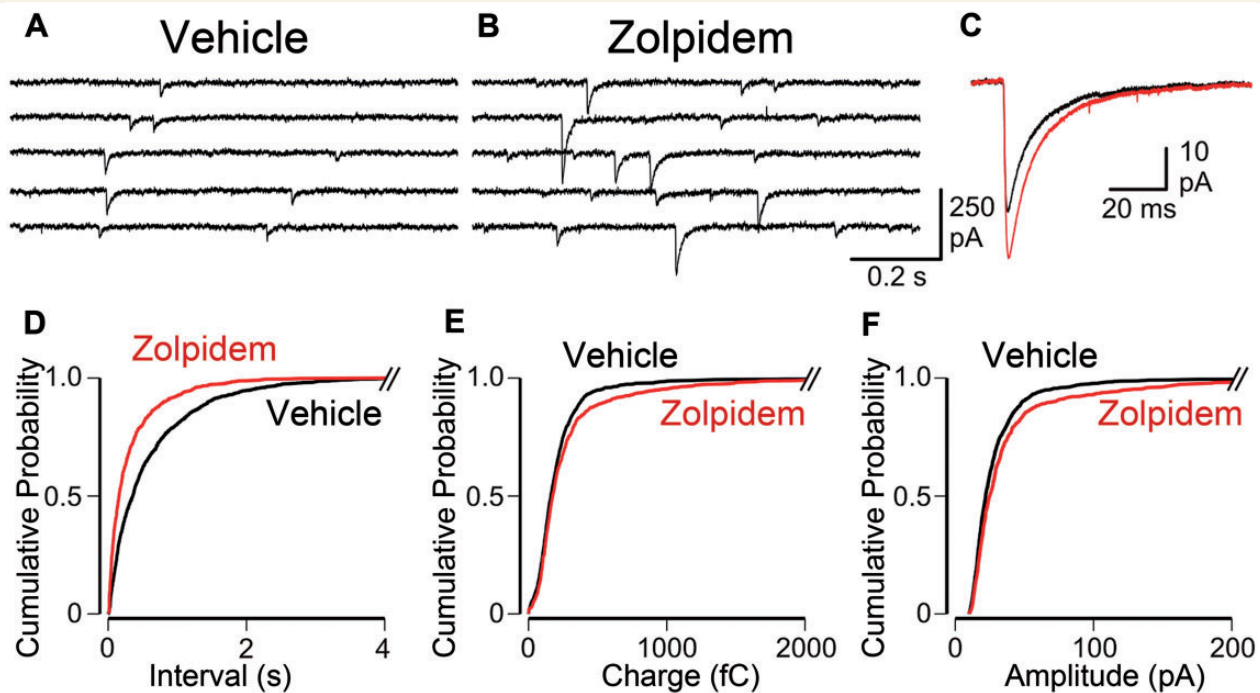 A
Vehicle
B
Zolpidem
C
250
pA
0.2 s
10
pA
20 ms
D
Cumulative Probability
Zolpidem
Vehicle
1.0
0.5
0
0
2
4
Interval (s)
E
Cumulative Probability
Vehicle
Zolpidem
1.0
0.5
0
0
1000
2000
Charge (fC)
F
Cumulative Probability
Vehicle
Zolpidem
1.0
0.5
0
0
100
200
Amplitude (pA)